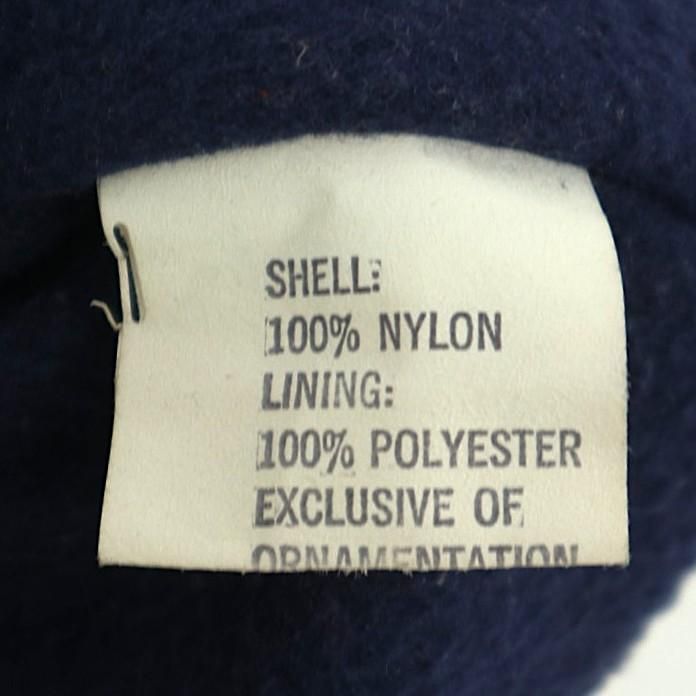 SHELL:
100% NYLON
LINING:
100% POLYESTER
EXCLUSIVE OF
ORNAMENTATION